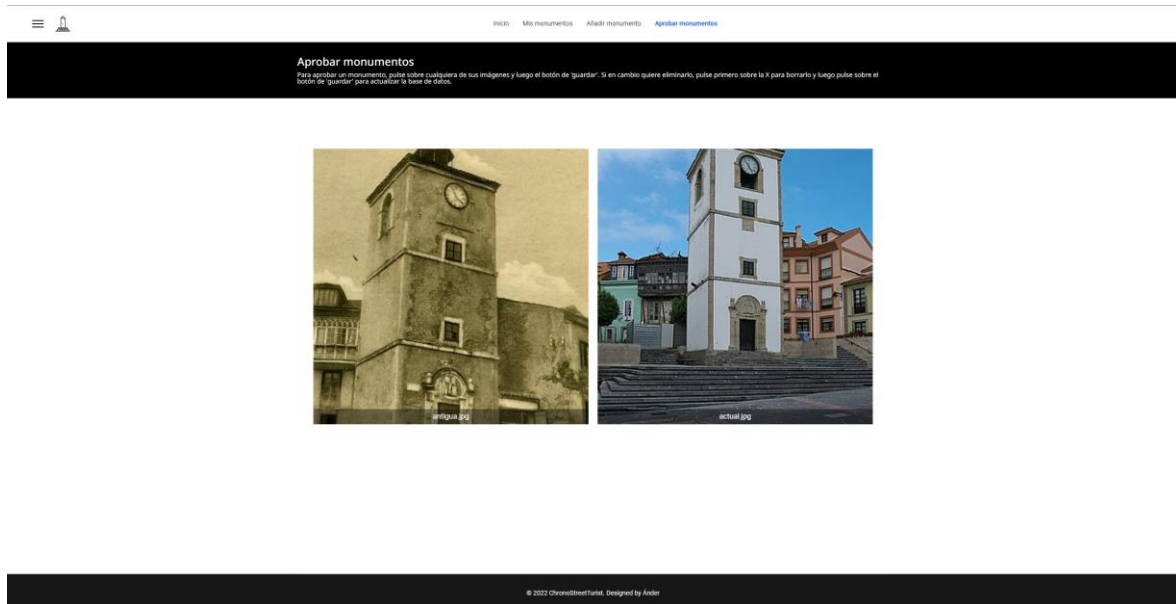 Inicio Mis monumentos Añadir monumento Aprobar monumentos
Aprobar monumentos
Para aprobar un monumento, pulse sobre cualquiera de sus imágenes y luego el botón de 'guardar'. Si en cambio quiere eliminarlo, pulse primero sobre la X para borrarlo y luego pulse sobre el
botón de 'guardar' para actualizar la base de datos.
antigua.jpg
actual.jpg
© 2022 ChronoStreetTurist. Designed by Ánder